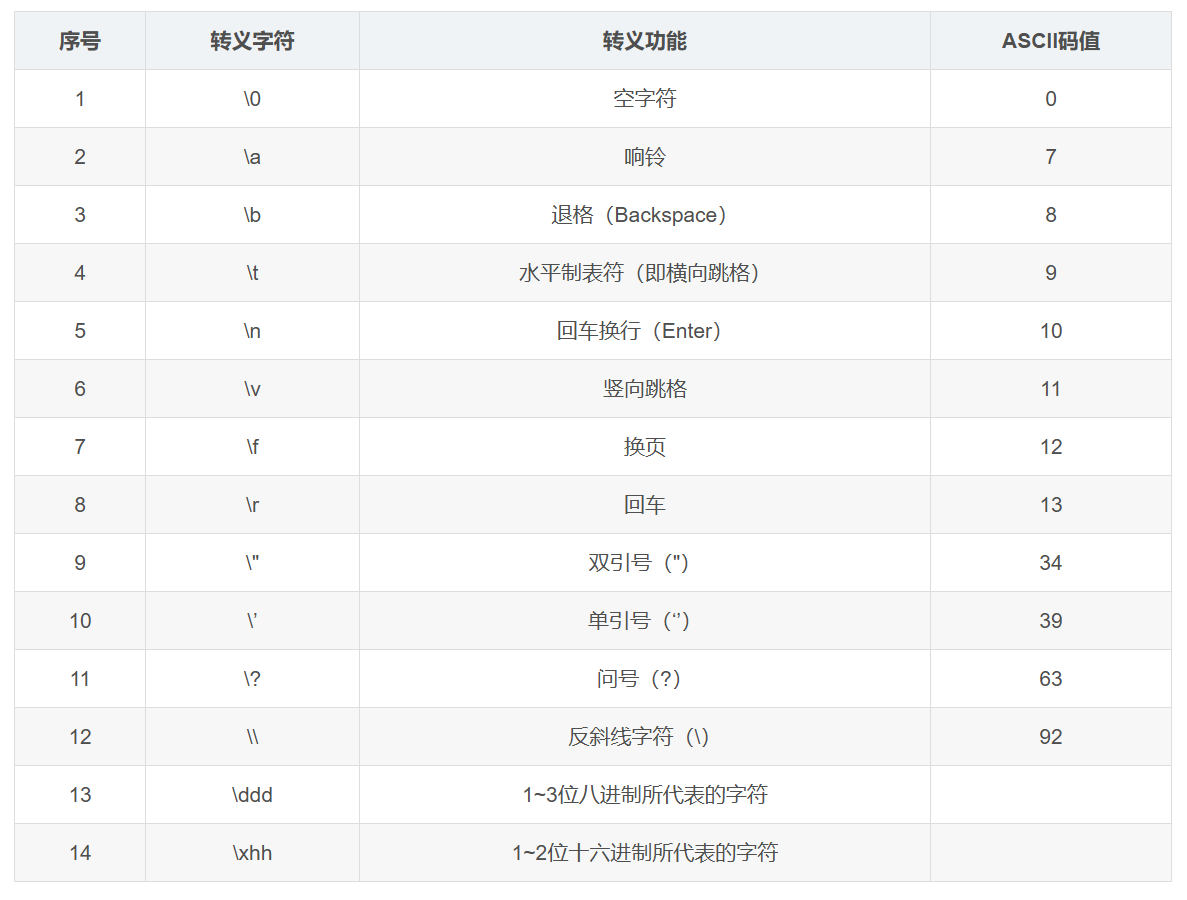 序号 转义字符 转义功能 ASCII码值
1 \0 空字符 0
2 \a 响铃 7
3 \b 退格（Backspace） 8
4 \t 水平制表符（即横向跳格） 9
5 \n 回车换行（Enter） 10
6 \v 竖向跳格 11
7 \f 换页 12
8 \r 回车 13
9 \" 双引号（"） 34
10 \’ 单引号（‘’） 39
11 \? 问号（?） 63
12 \\ 反斜线字符（\） 92
13 \ddd 1~3位八进制所代表的字符
14 \xhh 1~2位十六进制所代表的字符